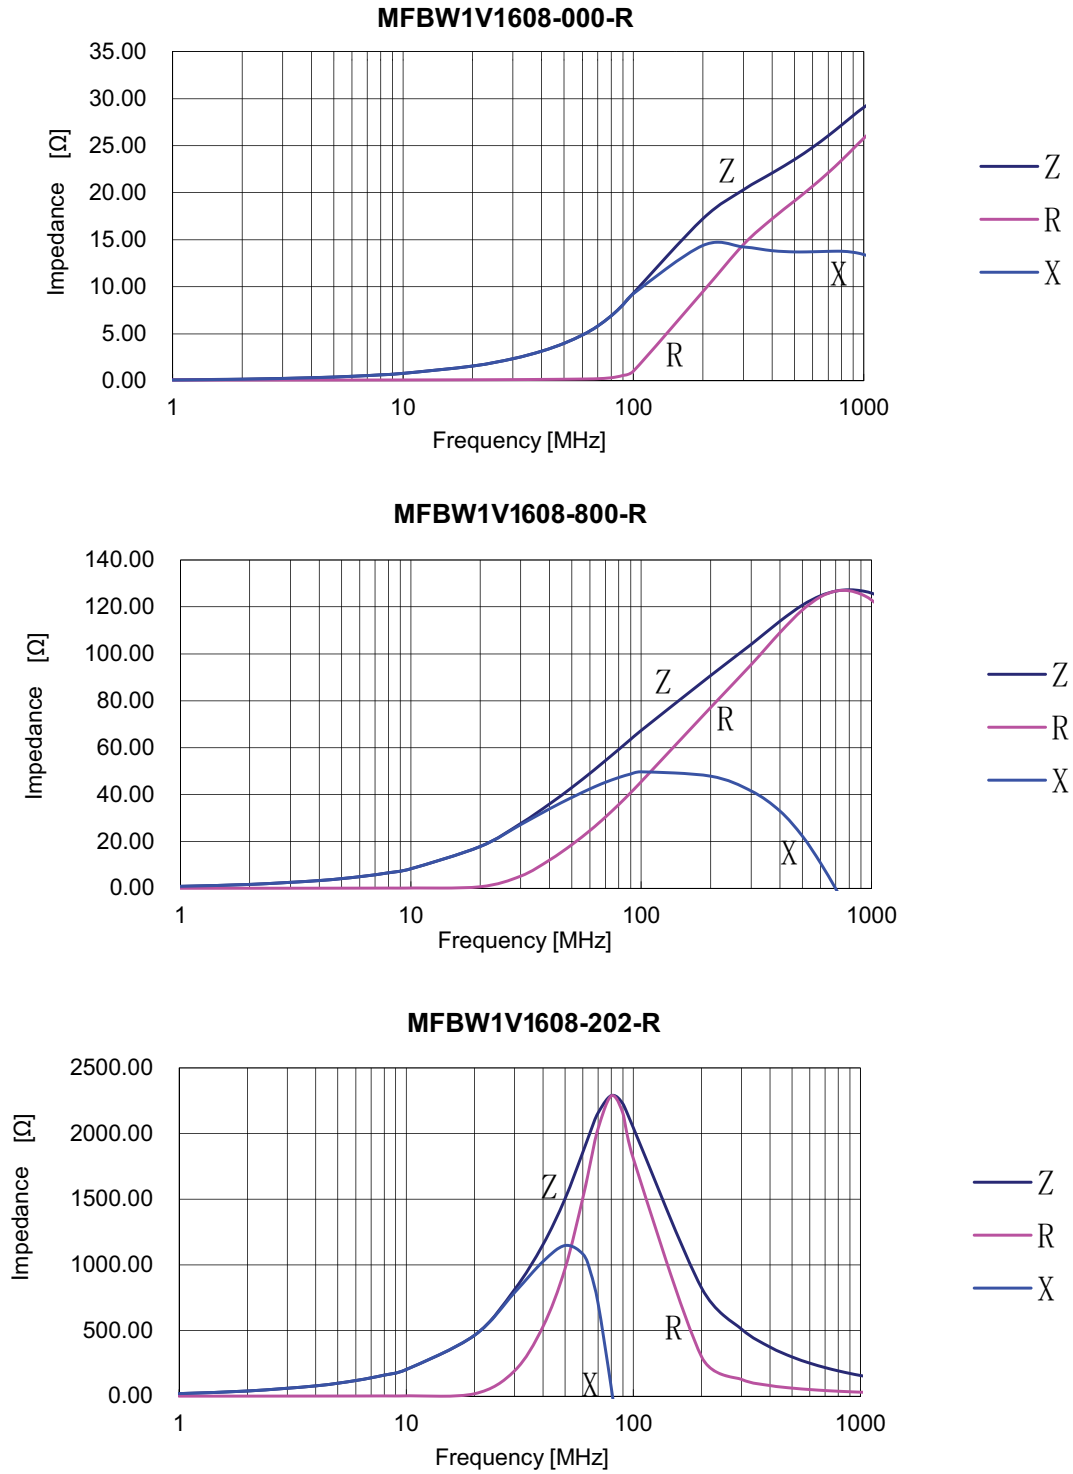 MFBW1V1608-000-R
35.00
30.00
25.00
20.00
15.00
10.00
5.00
0.00
Impedance [Ω]
Z
R
X
1 10 100 1000
Frequency [MHz]
Z
R
X
MFBW1V1608-800-R
140.00
120.00
100.00
80.00
60.00
40.00
20.00
0.00
Impedance [Ω]
Z
R
X
1 10 100 1000
Frequency [MHz]
Z
R
X
MFBW1V1608-202-R
2500.00
2000.00
1500.00
1000.00
500.00
0.00
Impedance [Ω]
Z
R
X
1 10 100 1000
Frequency [MHz]
Z
R
X